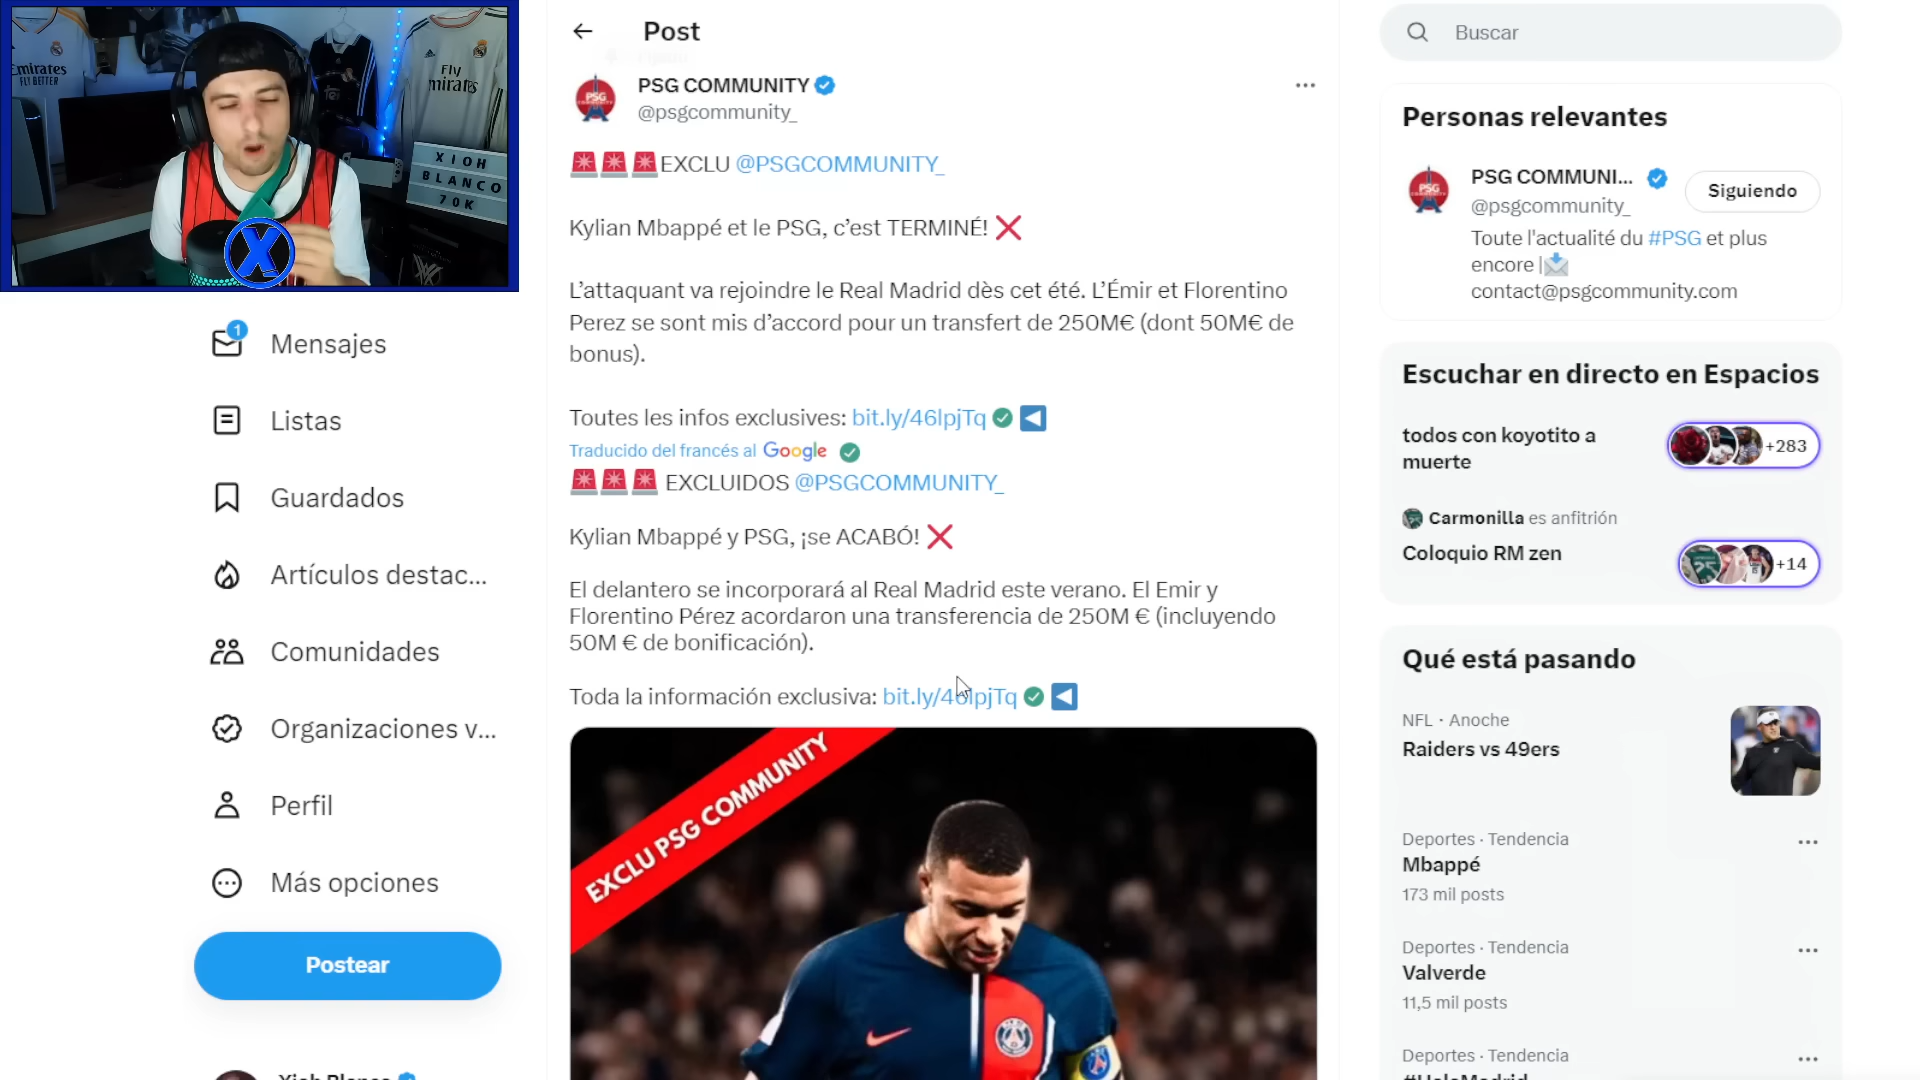 Emirates
FLY BETTER
Fly
Emirates
XIOH
BLANCO
70K
X
1
Mensajes
Listas
Guardados
Artículos destac...
Comunidades
Organizaciones v...
Perfil
Más opciones
Postear
Xioh Blanco
Post
PSG COMMUNITY
@psgcommunity_
EXCLU @PSGCOMMUNITY_
Kylian Mbappé et le PSG, c’est TERMINÉ!
L’attaquant va rejoindre le Real Madrid dès cet été. L’Émir et Florentino
Perez se sont mis d’accord pour un transfert de 250M€ (dont 50M€ de
bonus).
Toutes les infos exclusives: bit.ly/46lpjTq
Traducido del francés al Google
EXCLUIDOS @PSGCOMMUNITY_
Kylian Mbappé y PSG, ¡se ACABÓ!
El delantero se incorporará al Real Madrid este verano. El Emir y
Florentino Pérez acordaron una transferencia de 250M € (incluyendo
50M € de bonificación).
Toda la información exclusiva: bit.ly/46lpjTq
EXCLU PSG COMMUNITY
Buscar
Personas relevantes
PSG COMMUNI...
@psgcommunity_
Siguiendo
Toute l'actualité du #PSG et plus
encore |
contact@psgcommunity.com
Escuchar en directo en Espacios
todos con koyotito a
muerte
+283
Carmonilla es anfitrión
Coloquio RM zen
+14
Qué está pasando
NFL · Anoche
Raiders vs 49ers
Deportes · Tendencia
Mbappé
173 mil posts
Deportes · Tendencia
Valverde
11,5 mil posts
Deportes · Tendencia
#HalaMadrid